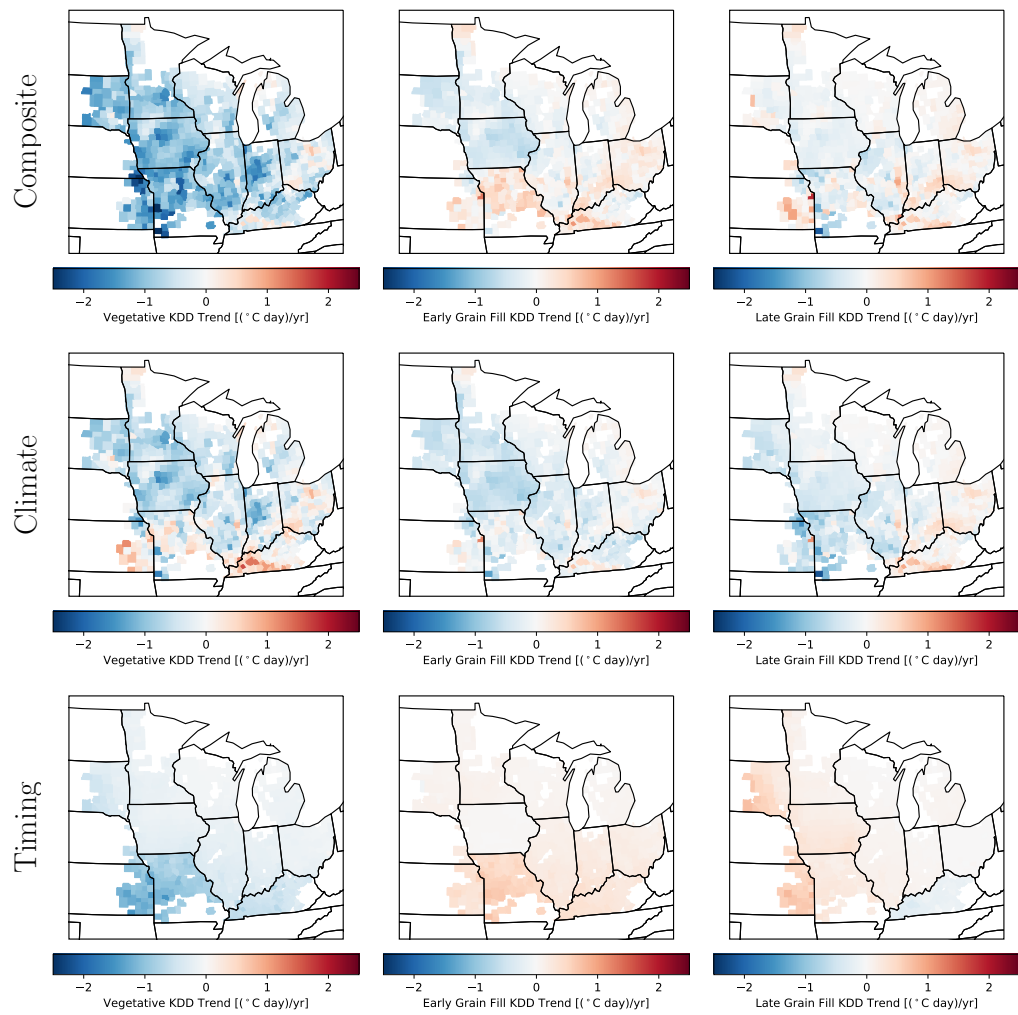 Composite
−2 −1 0 1 2
Vegetative KDD Trend [(°C day)/yr]
−2 −1 0 1 2
Early Grain Fill KDD Trend [(°C day)/yr]
−2 −1 0 1 2
Late Grain Fill KDD Trend [(°C day)/yr]
Climate
−2 −1 0 1 2
Vegetative KDD Trend [(°C day)/yr]
−2 −1 0 1 2
Early Grain Fill KDD Trend [(°C day)/yr]
−2 −1 0 1 2
Late Grain Fill KDD Trend [(°C day)/yr]
Timing
−2 −1 0 1 2
Vegetative KDD Trend [(°C day)/yr]
−2 −1 0 1 2
Early Grain Fill KDD Trend [(°C day)/yr]
−2 −1 0 1 2
Late Grain Fill KDD Trend [(°C day)/yr]